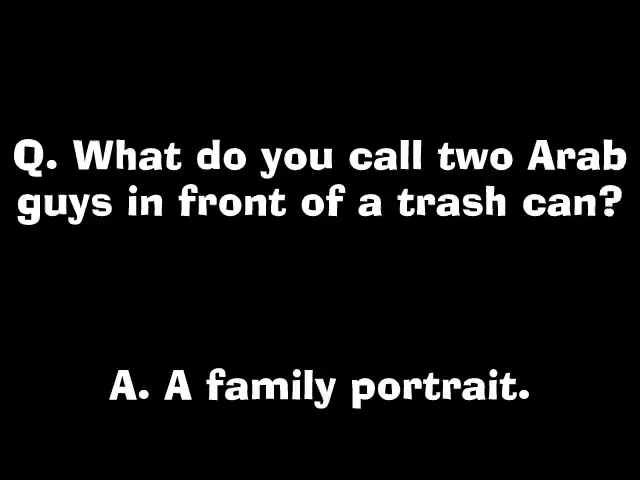 Q. What do you call two Arab
guys in front of a trash can?
A. A family portrait.